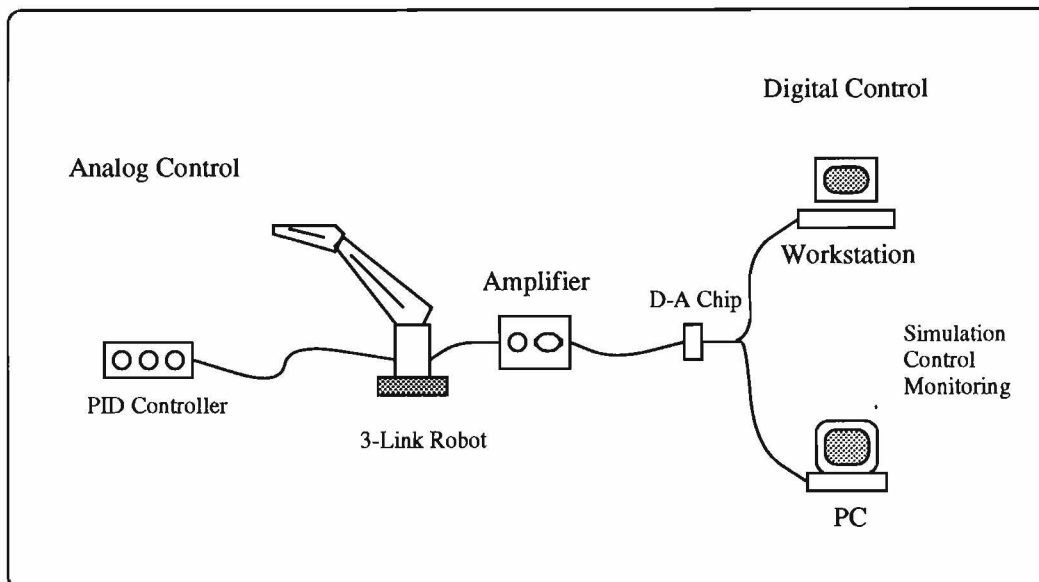 Digital Control
Analog Control
Workstation
Amplifier
D-A Chip
Simulation
Control
Monitoring
PID Controller
3-Link Robot
PC